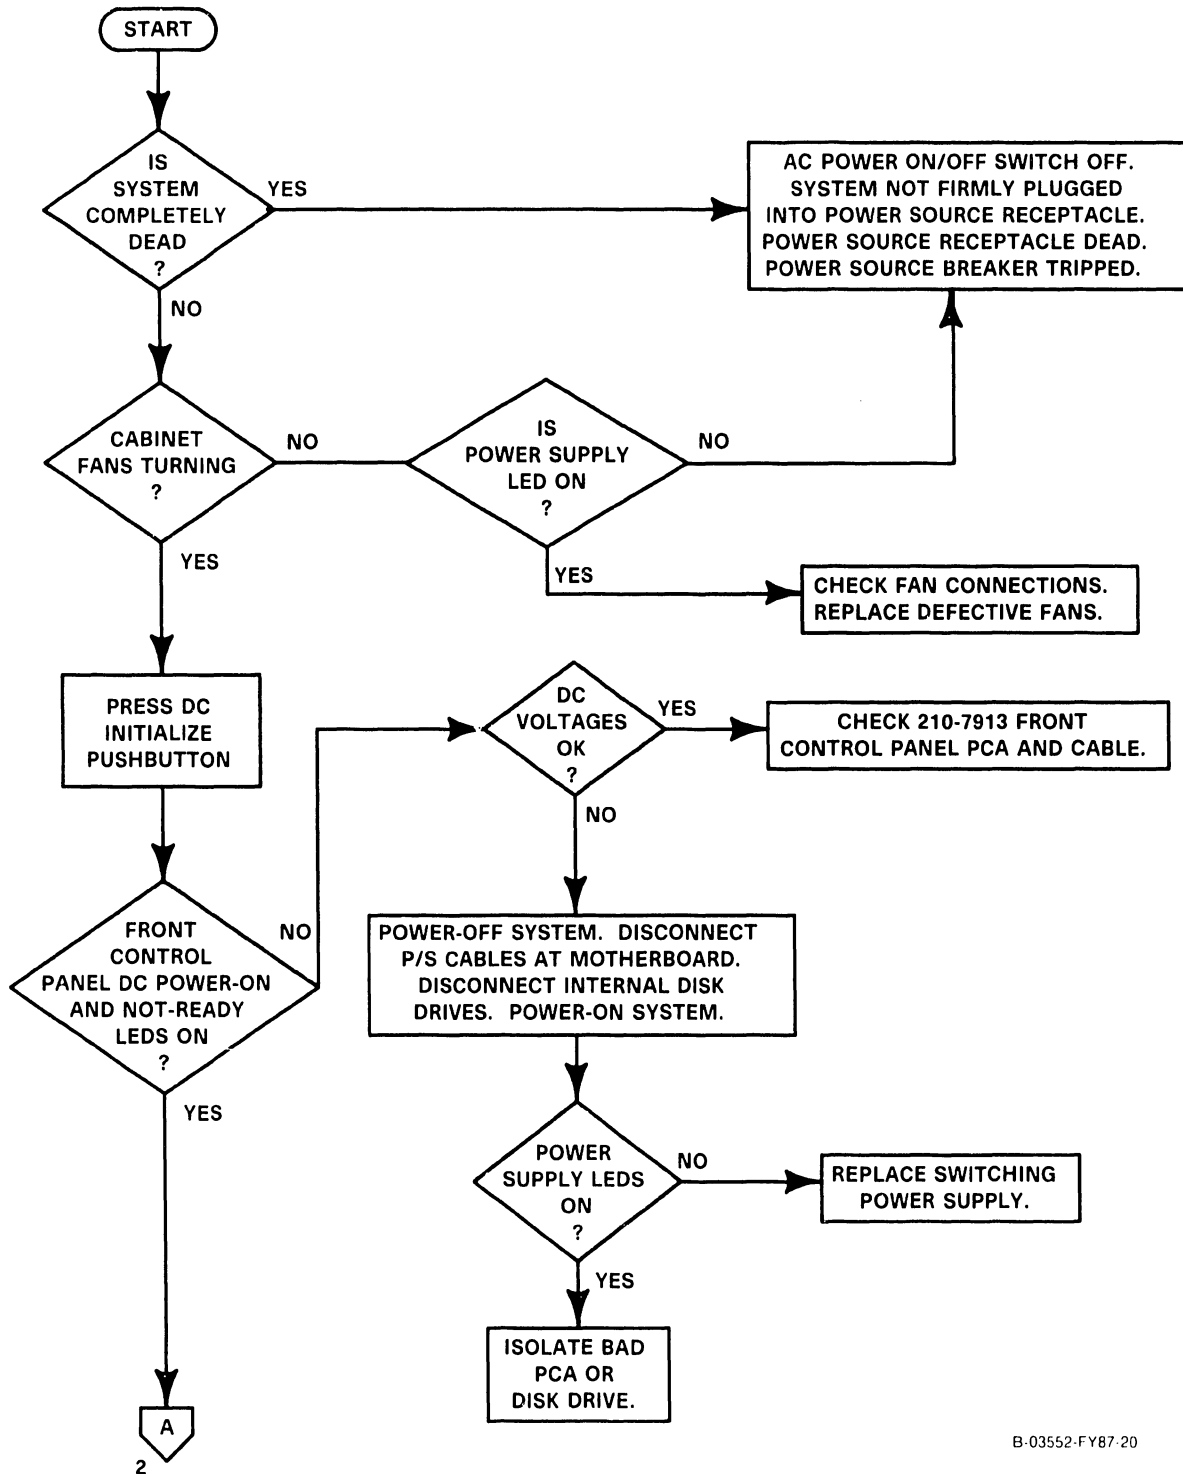 START
IS
SYSTEM
COMPLETELY
DEAD
?
YES
AC POWER ON/OFF SWITCH OFF.
SYSTEM NOT FIRMLY PLUGGED
INTO POWER SOURCE RECEPTACLE.
POWER SOURCE RECEPTACLE DEAD.
POWER SOURCE BREAKER TRIPPED.
NO
CABINET
FANS TURNING
?
NO
IS
POWER SUPPLY
LED ON
?
NO
YES
CHECK FAN CONNECTIONS.
REPLACE DEFECTIVE FANS.
YES
PRESS DC
INITIALIZE
PUSHBUTTON
DC
VOLTAGES
OK
?
YES
CHECK 210-7913 FRONT
CONTROL PANEL PCA AND CABLE.
NO
FRONT
CONTROL
PANEL DC POWER-ON
AND NOT-READY
LEDS ON
?
NO
POWER-OFF SYSTEM. DISCONNECT
P/S CABLES AT MOTHERBOARD.
DISCONNECT INTERNAL DISK
DRIVES. POWER-ON SYSTEM.
YES
POWER
SUPPLY LEDS
ON
?
NO
REPLACE SWITCHING
POWER SUPPLY.
YES
ISOLATE BAD
PCA OR
DISK DRIVE.
A
2
B-03552-FY87-20